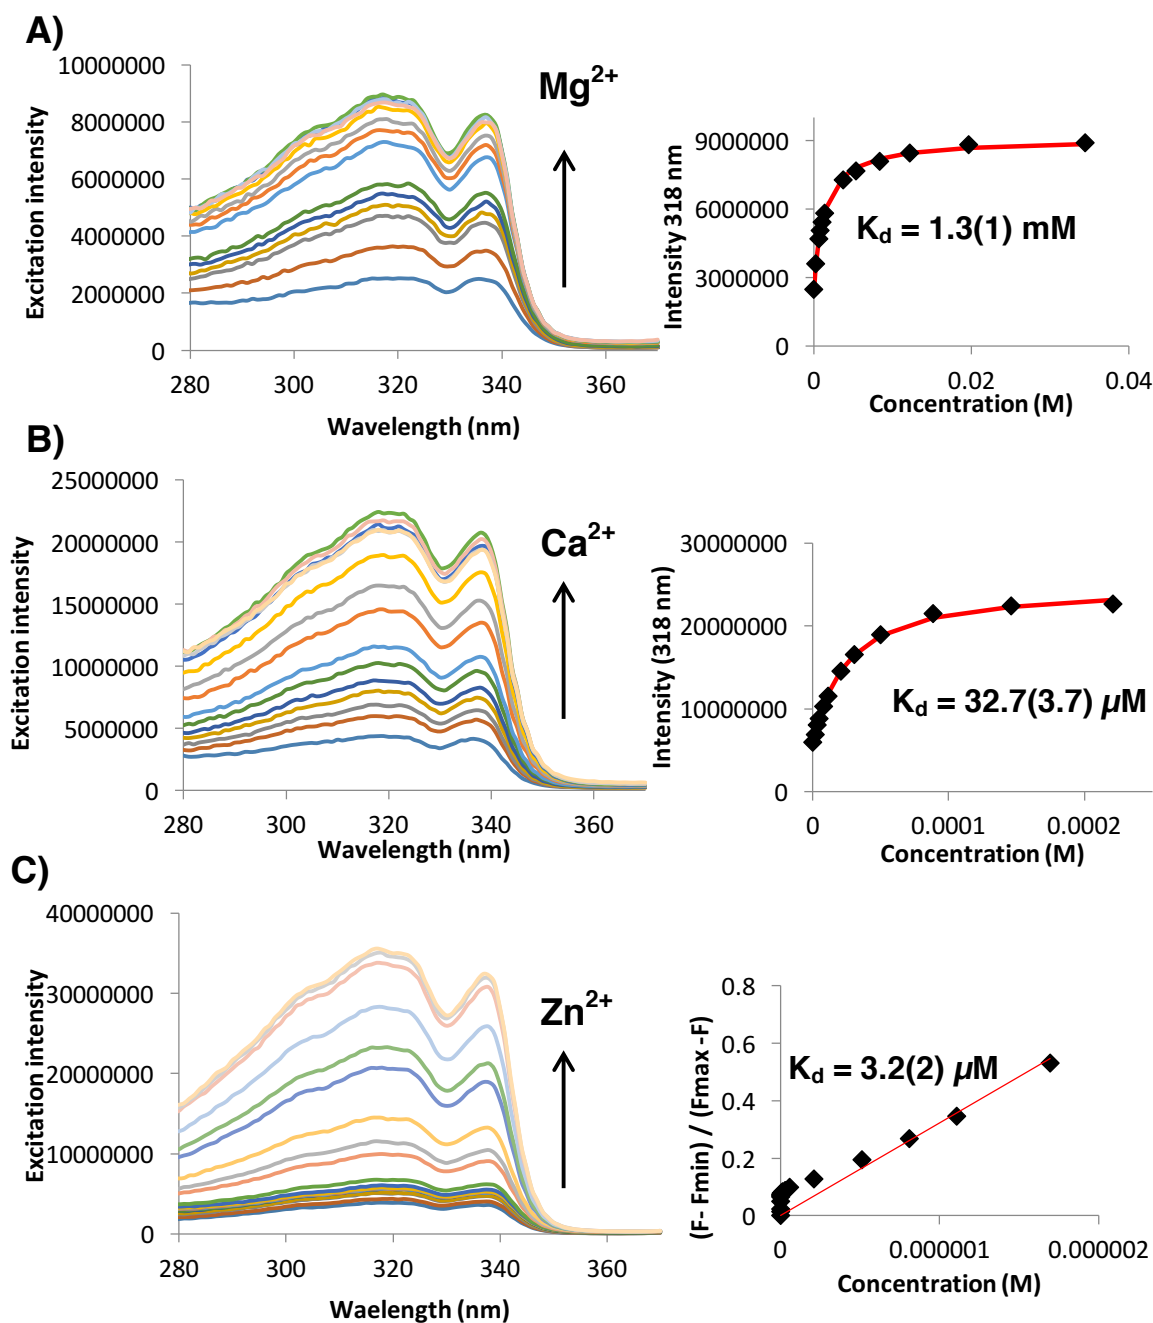 A)
Excitation intensity
10000000
8000000
6000000
4000000
2000000
0
280
300
320
340
360
Wavelength (nm)
Mg2+
Intensity 318 nm
9000000
6000000
3000000
0
0
0.02
0.04
Concentration (M)
Kd = 1.3(1) mM
B)
Excitation intensity
25000000
20000000
15000000
10000000
5000000
0
280
300
320
340
360
Wavelength (nm)
Ca2+
Intensity (318 nm)
30000000
20000000
10000000
0
0
0.0001
0.0002
Concentration (M)
Kd = 32.7(3.7) µM
C)
Excitation intensity
40000000
30000000
20000000
10000000
0
280
300
320
340
360
Waelength (nm)
Zn2+
(F- Fmin) / (Fmax -F)
0.8
0.6
0.4
0.2
0
0
0.000001
0.000002
Concentration (M)
Kd = 3.2(2) µM